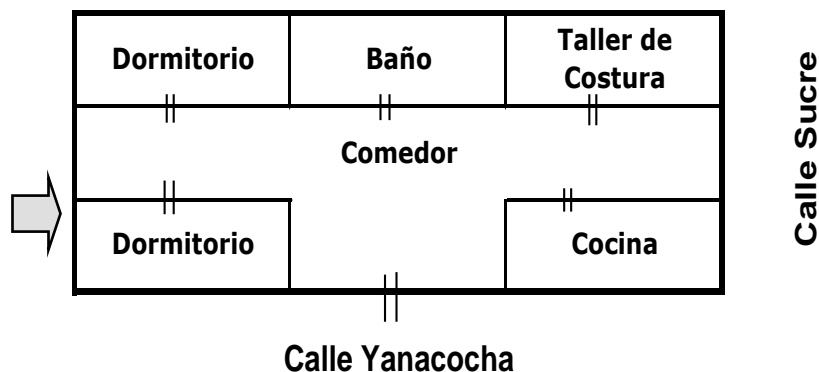 Dormitorio
Baño
Taller de
Costura
Comedor
Dormitorio
Cocina
Calle Yanacocha
Calle Sucre